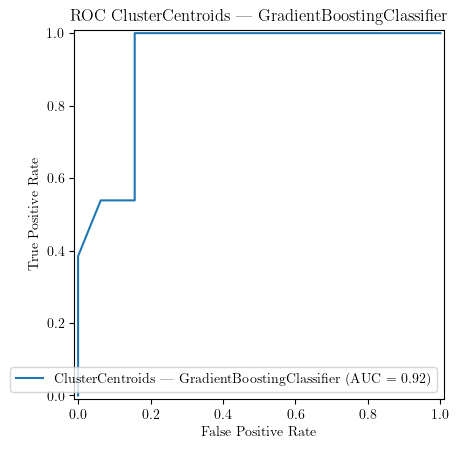 ROC ClusterCentroids — GradientBoostingClassifier
1.0
0.8
0.6
0.4
0.2
0.0
True Positive Rate
ClusterCentroids — GradientBoostingClassifier (AUC = 0.92)
0.0 0.2 0.4 0.6 0.8 1.0
False Positive Rate